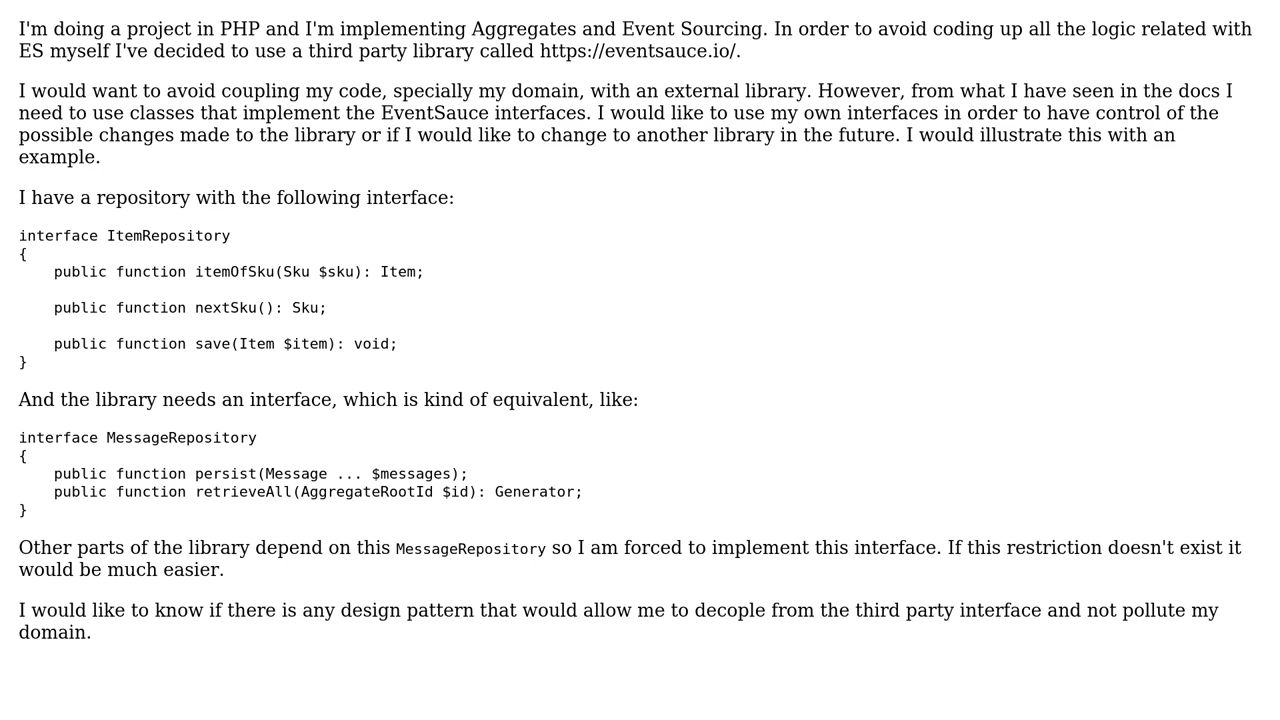 I'm doing a project in PHP and I'm implementing Aggregates and Event Sourcing. In order to avoid coding up all the logic related with
ES myself I've decided to use a third party library called https://eventsauce.io/.
I would want to avoid coupling my code, specially my domain, with an external library. However, from what I have seen in the docs I
need to use classes that implement the EventSauce interfaces. I would like to use my own interfaces in order to have control of the
possible changes made to the library or if I would like to change to another library in the future. I would illustrate this with an
example.
I have a repository with the following interface:
interface ItemRepository
{
    public function itemOfSku(Sku $sku): Item;
    public function nextSku(): Sku;
    public function save(Item $item): void;
}
And the library needs an interface, which is kind of equivalent, like:
interface MessageRepository
{
    public function persist(Message ... $messages);
    public function retrieveAll(AggregateRootId $id): Generator;
}
Other parts of the library depend on this MessageRepository so I am forced to implement this interface. If this restriction doesn't exist it
would be much easier.
I would like to know if there is any design pattern that would allow me to decople from the third party interface and not pollute my
domain.